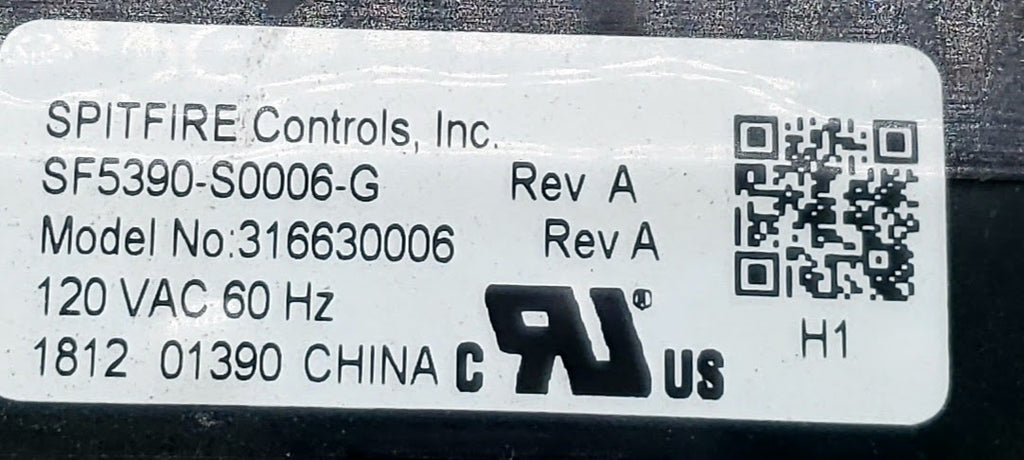 SPITFIRE Controls, Inc.
SF5390-S0006-G Rev A
Model No:316630006 Rev A
120 VAC 60 Hz
1812 01390 CHINA C RU ® US
H1